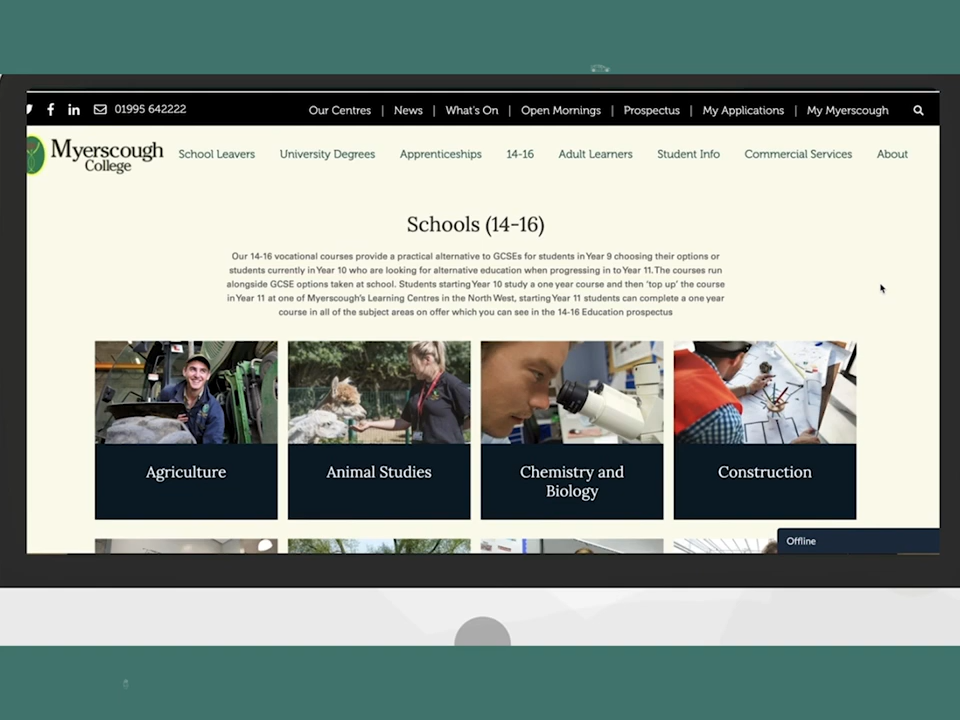 01995 642222
Our Centres | News | What's On | Open Mornings | Prospectus | My Applications | My Myerscough
Myerscough
College
School Leavers University Degrees Apprenticeships 14-16 Adult Learners Student Info Commercial Services About
Schools (14-16)
Our 14-16 vocational courses provide a practical alternative to GCSEs for students in Year 9 choosing their options or
students currently in Year 10 who are looking for alternative education when progressing in to Year 11. The courses run
alongside GCSE options taken at school. Students starting Year 10 study a one year course and then 'top up' the course
in Year 11 at one of Myerscough's Learning Centres in the North West, starting Year 11 students can complete a one year
course in all of the subject areas on offer which you can see in the 14-16 Education prospectus
Agriculture
Animal Studies
Chemistry and
Biology
Construction
Offline